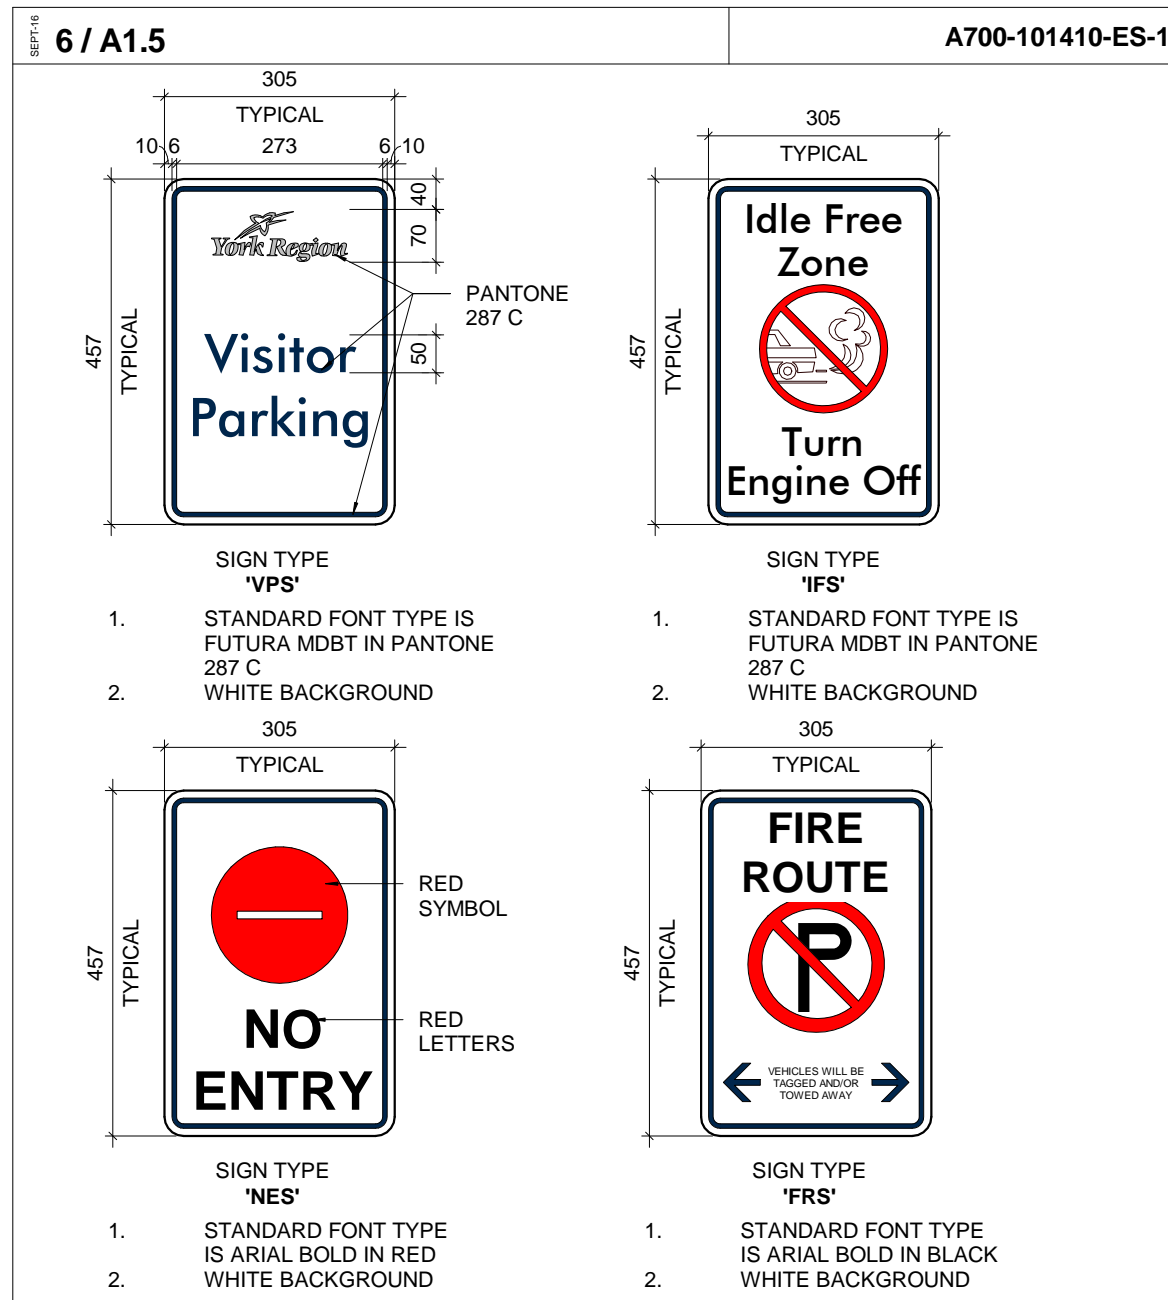 SEPT-16
6 / A1.5
A700-101410-ES-1
305
TYPICAL
10 6 273 6 10
457
TYPICAL
40
70
50
York Region
Visitor
Parking
PANTONE
287 C
SIGN TYPE
'VPS'
1. STANDARD FONT TYPE IS
FUTURA MDBT IN PANTONE
287 C
2. WHITE BACKGROUND
305
TYPICAL
457
TYPICAL
Idle Free
Zone
Turn
Engine Off
SIGN TYPE
'IFS'
1. STANDARD FONT TYPE IS
FUTURA MDBT IN PANTONE
287 C
2. WHITE BACKGROUND
305
TYPICAL
457
TYPICAL
NO
ENTRY
RED
SYMBOL
RED
LETTERS
SIGN TYPE
'NES'
1. STANDARD FONT TYPE
IS ARIAL BOLD IN RED
2. WHITE BACKGROUND
305
TYPICAL
457
TYPICAL
FIRE
ROUTE
P
VEHICLES WILL BE
TAGGED AND/OR
TOWED AWAY
SIGN TYPE
'FRS'
1. STANDARD FONT TYPE
IS ARIAL BOLD IN BLACK
2. WHITE BACKGROUND